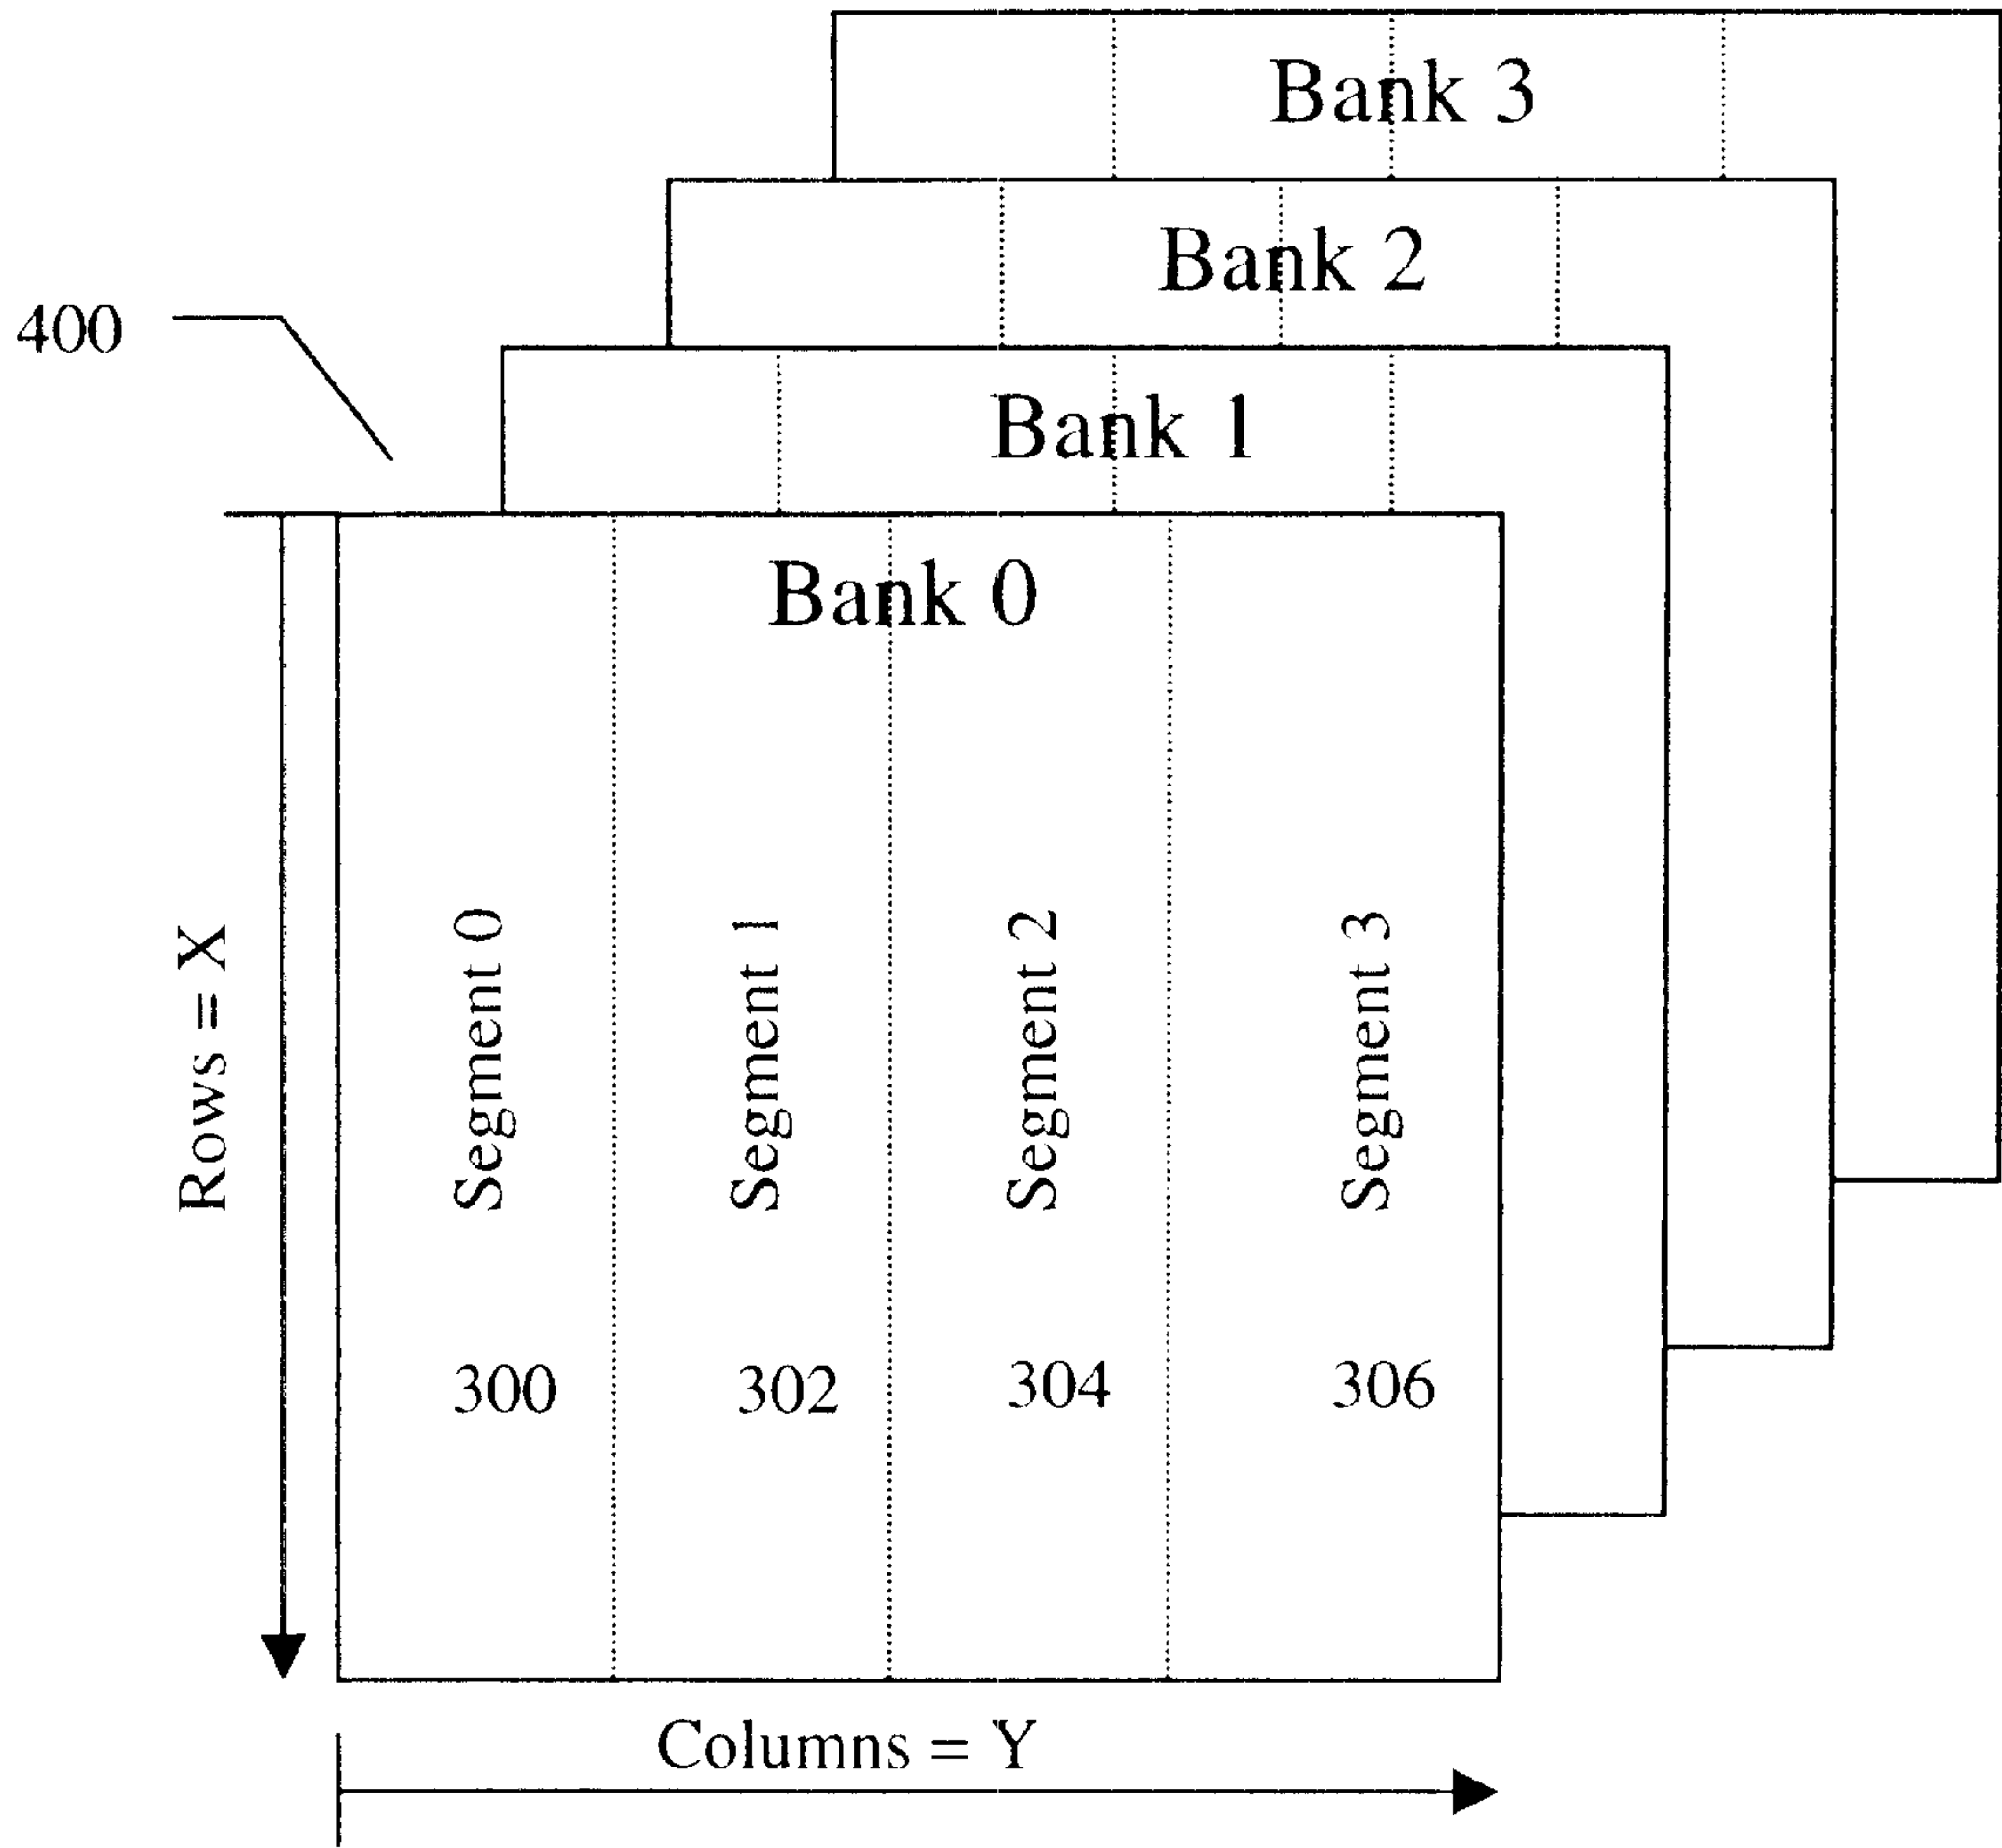 Bank 3
Bank 2
400
Bank 1
Bank 0
Rows = X
Segment 0
Segment 1
Segment 2
Segment 3
300
302
304
306
Columns = Y